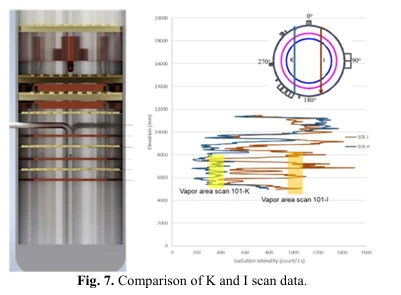 20000
18000
16000
14000
12000
10000
8000
6000
4000
2000
0
Elevation (mm)
0°
270°
90°
180°
K
I
101-I
101-K
Vapor area scan 101-K
Vapor area scan 101-I
0 200 400 600 800 1000 1200 1400 1600
Radiation Intensity (count/3 s)
Fig. 7. Comparison of K and I scan data.